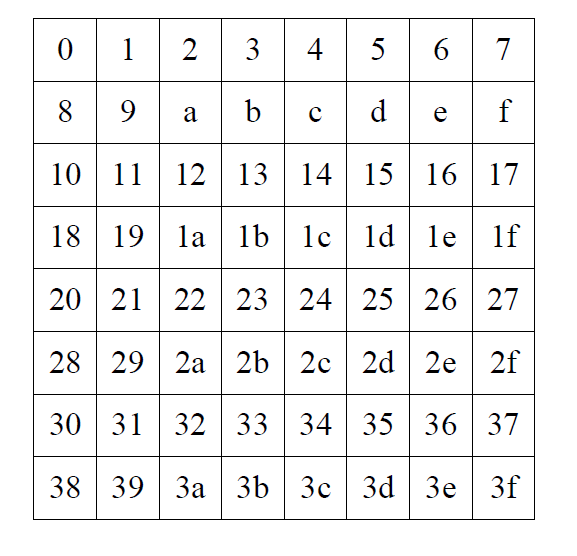 0 1 2 3 4 5 6 7
8 9 a b c d e f
10 11 12 13 14 15 16 17
18 19 1a 1b 1c 1d 1e 1f
20 21 22 23 24 25 26 27
28 29 2a 2b 2c 2d 2e 2f
30 31 32 33 34 35 36 37
38 39 3a 3b 3c 3d 3e 3f